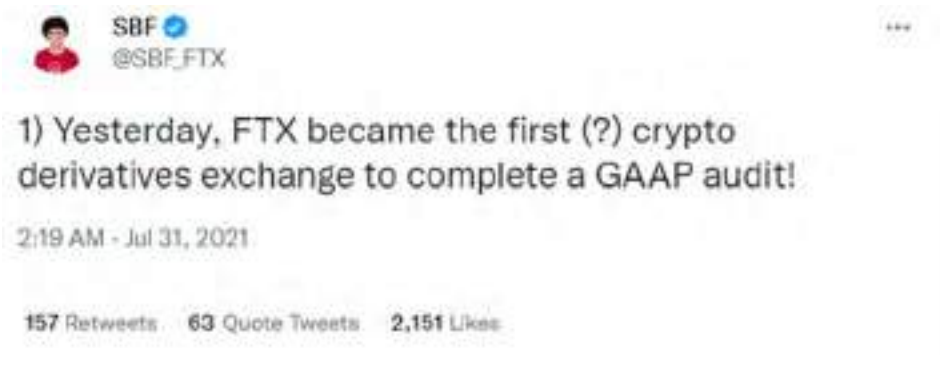 SBF
@SBF_FTX
1) Yesterday, FTX became the first (?) crypto
derivatives exchange to complete a GAAP audit!
2:19 AM - Jul 31, 2021
157 Retweets 63 Quote Tweets 2,151 Likes